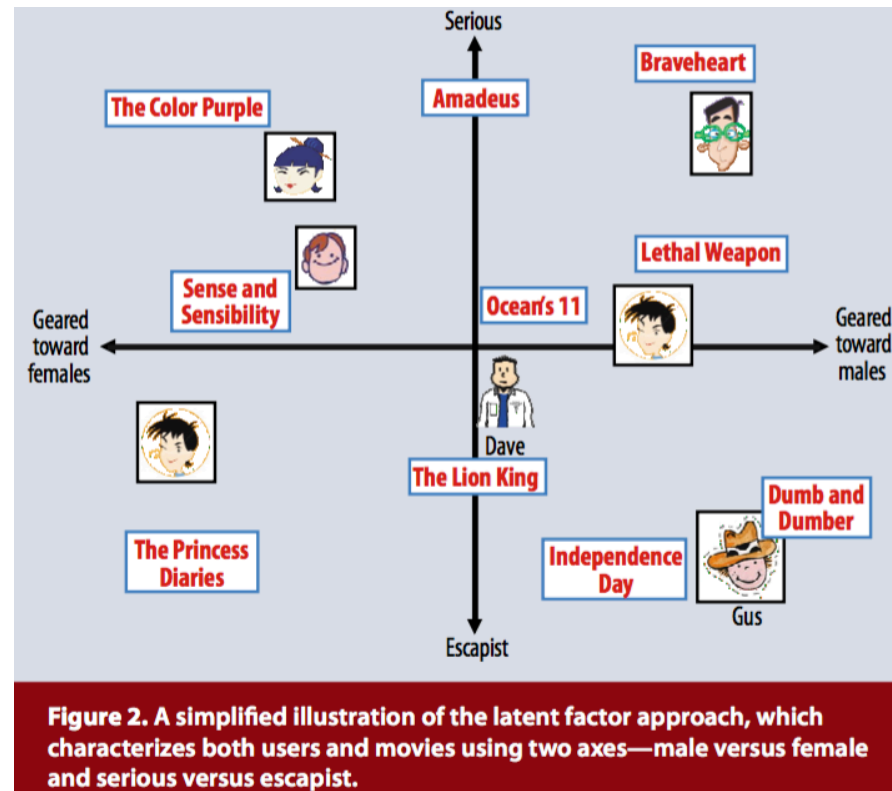 Serious
Braveheart
Amadeus
The Color Purple
Lethal Weapon
Sense and
Sensibility
Ocean's 11
Geared
toward
females
Geared
toward
males
Dave
The Lion King
Dumb and
Dumber
The Princess
Diaries
Independence
Day
Gus
Escapist
Figure 2. A simplified illustration of the latent factor approach, which
characterizes both users and movies using two axes—male versus female
and serious versus escapist.